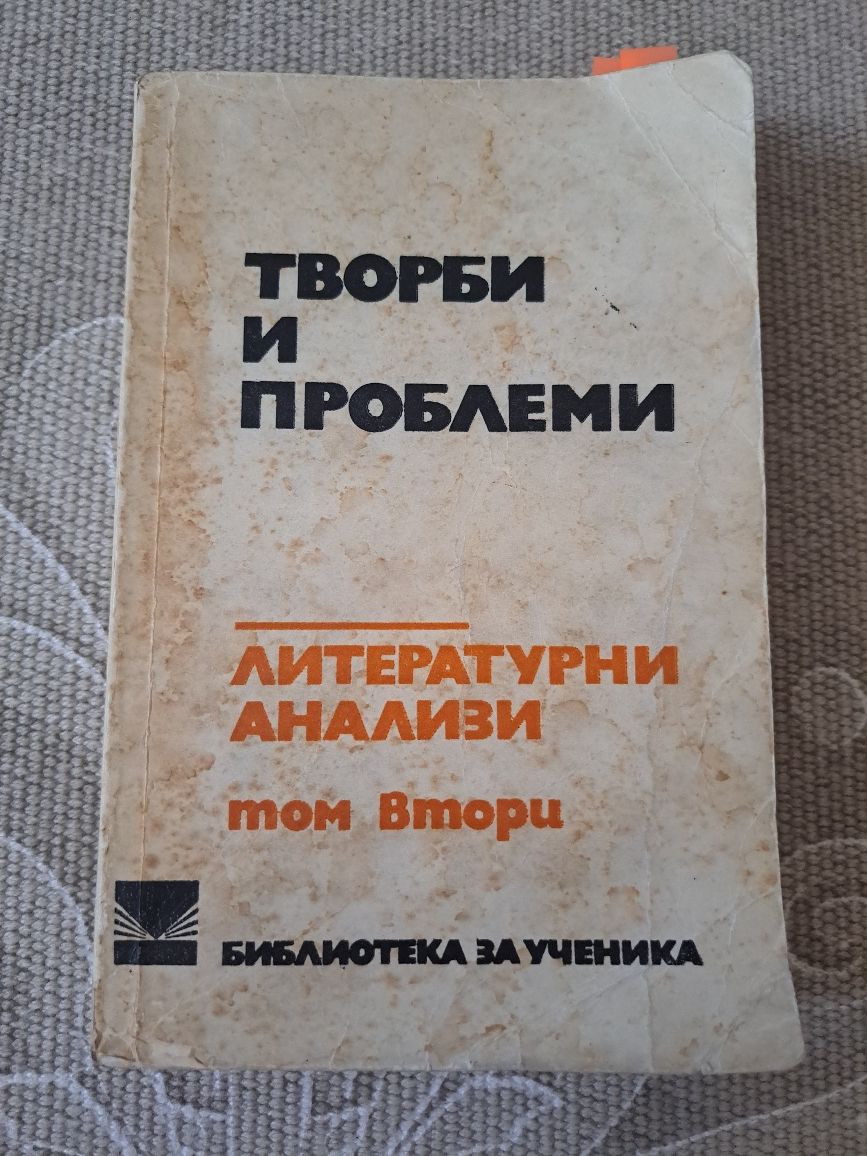 ТВОРБИ
И
ПРОБЛЕМИ
ЛИТЕРАТУРНИ
АНАЛИЗИ
том втори
БИБЛИОТЕКА ЗА УЧЕНИКА